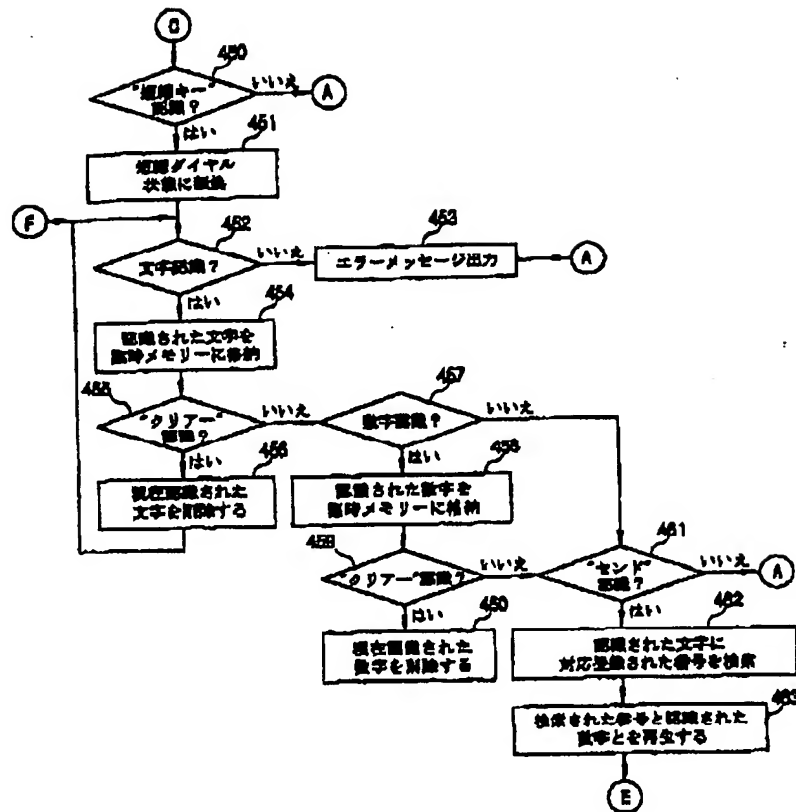 G
450
"短縮キー"
認識?
いいえ
A
はい
451
短縮ダイヤル
状態に転換
F
452
文字認識?
いいえ
453
エラーメッセージ出力
A
はい
454
認識された文字を
臨時メモリーに格納
455
"クリアー"
認識?
いいえ
457
数字認識?
いいえ
はい
456
現在認識された
文字を削除する
はい
458
認識された数字を
臨時メモリーに格納
459
"クリアー"認識?
いいえ
461
"センド"
認識?
いいえ
A
はい
460
現在認識された
数字を削除する
はい
462
認識された文字に
対応登録された番号を検索
463
検索された番号と認識された
数字とを再生する
E